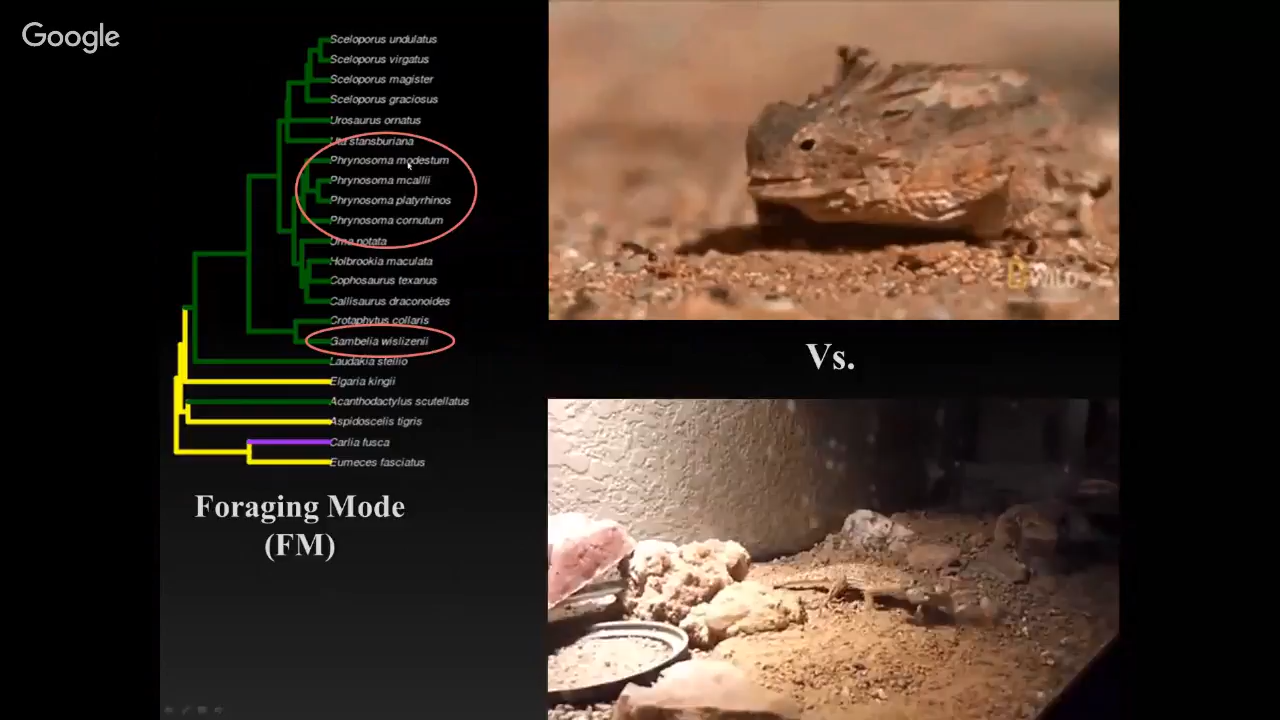 Google
Sceloporus undulatus
Sceloporus virgatus
Sceloporus magister
Sceloporus graciosus
Urosaurus ornatus
Uta stansburiana
Phrynosoma modestum
Phrynosoma mcallii
Phrynosoma platyrhinos
Phrynosoma cornutum
Uma notata
Holbrookia maculata
Cophosaurus texanus
Callisaurus draconoides
Crotaphytus collaris
Gambelia wislizenii
Laudakia stellio
Elgaria kingii
Acanthodactylus scutellatus
Aspidoscelis tigris
Carlia fusca
Eumeces fasciatus
Foraging Mode
(FM)
WILD
Vs.